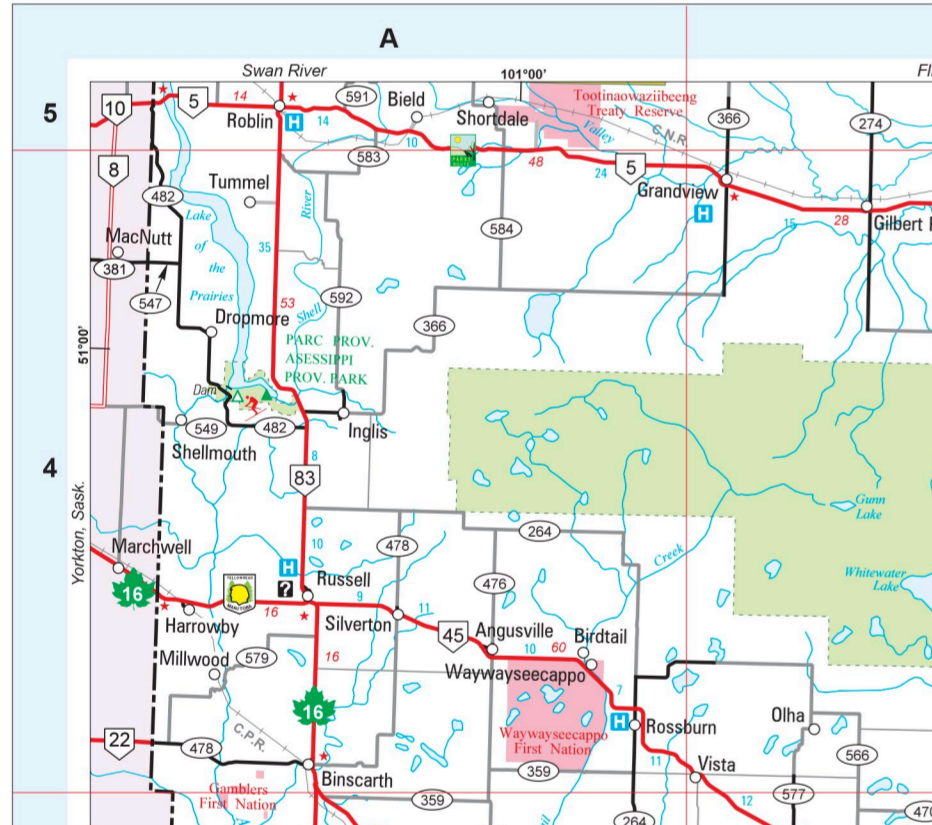 A
Swan River
101°00'
Fli
5
10
5
14
Roblin
H
14
591
Bield
10
Shortdale
Tootinaowaziibeeng
Treaty Reserve
Valley
C.N.R.
366
274
583
PARKS
48
24
5
Grandview
H
15
28
Gilbert
8
482
Tummel
River
584
Lake
of
the
Prairies
35
MacNutt
381
547
53
592
Shell
Dropmore
366
51°00'
PARC PROV.
ASESSIPPI
PROV. PARK
Dam
549
482
Inglis
Shellmouth
8
4
83
Gunn
Lake
Yorkton, Sask.
264
478
10
Creek
Marchwell
H
?
Russell
476
Whitewater
Lake
16
FELLOWBEAR
MANITOBA
16
9
Harrowby
Silverton
11
45
Angusville
Birdtail
10
60
Millwood
579
16
Waywayseecappo
7
16
H
Rossburn
Olha
Waywayseecappo
First Nation
22
478
C.P.R.
566
11
Vista
Binscarth
359
577
Gamblers
First Nation
359
12
264
470